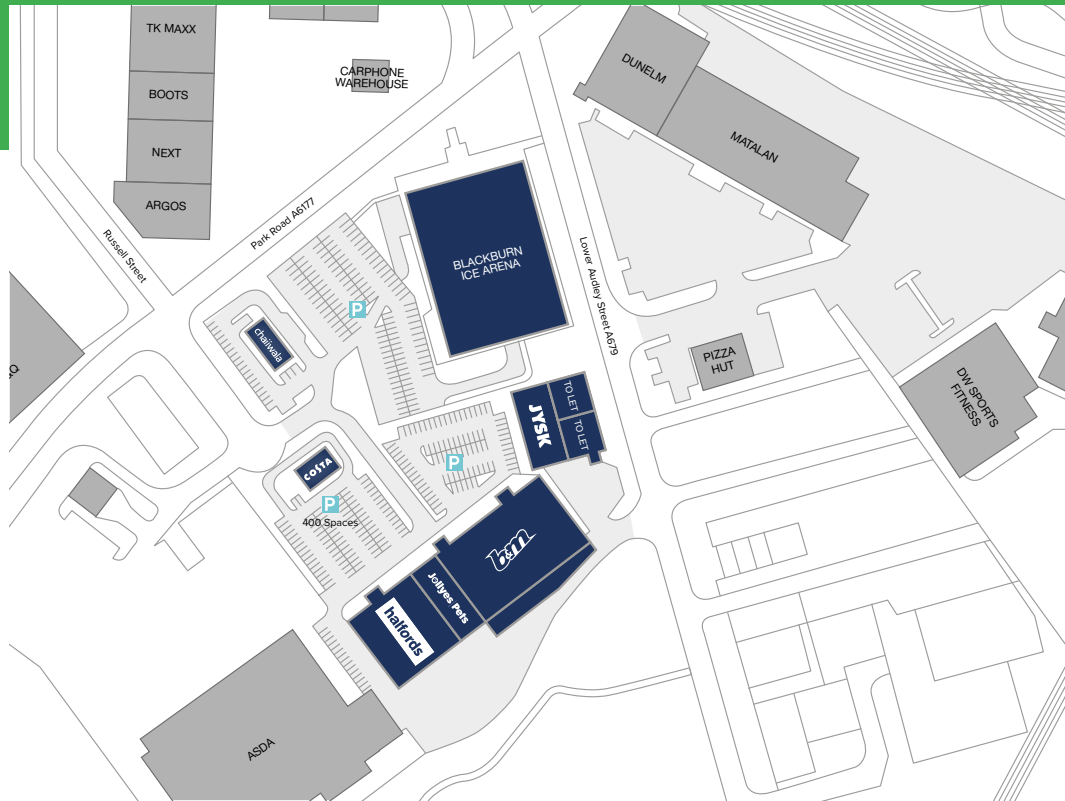 TK MAXX
BOOTS
NEXT
ARGOS
CARPHONE
WAREHOUSE
DUNELM
MATALAN
Park Road A6177
Russell Street
BLACKBURN
ICE ARENA
Lower Audley Street A679
P
chaiiwala
PIZZA
HUT
DW SPORTS
FITNESS
JYSK
TO LET
TO LET
P
COSTA
P
400 Spaces
b&m
Jollyes Pets
halfords
ASDA